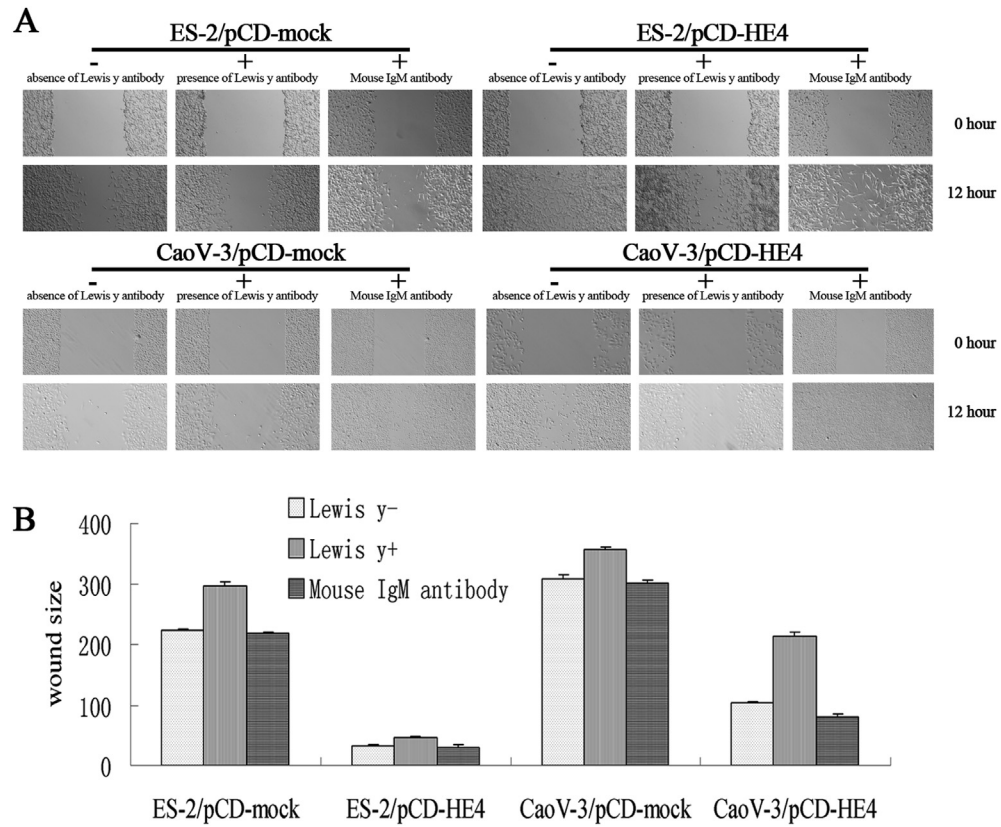 A
ES-2/pCD-mock ES-2/pCD-HE4
- + + - + +
absence of Lewis y antibody presence of Lewis y antibody Mouse IgM antibody absence of Lewis y antibody presence of Lewis y antibody Mouse IgM antibody
0 hour
12 hour
CaoV-3/pCD-mock CaoV-3/pCD-HE4
- + + - + +
absence of Lewis y antibody presence of Lewis y antibody Mouse IgM antibody absence of Lewis y antibody presence of Lewis y antibody Mouse IgM antibody
0 hour
12 hour
B
Lewis y-
Lewis y+
Mouse IgM antibody
wound size
400
300
200
100
0
ES-2/pCD-mock ES-2/pCD-HE4 CaoV-3/pCD-mock CaoV-3/pCD-HE4